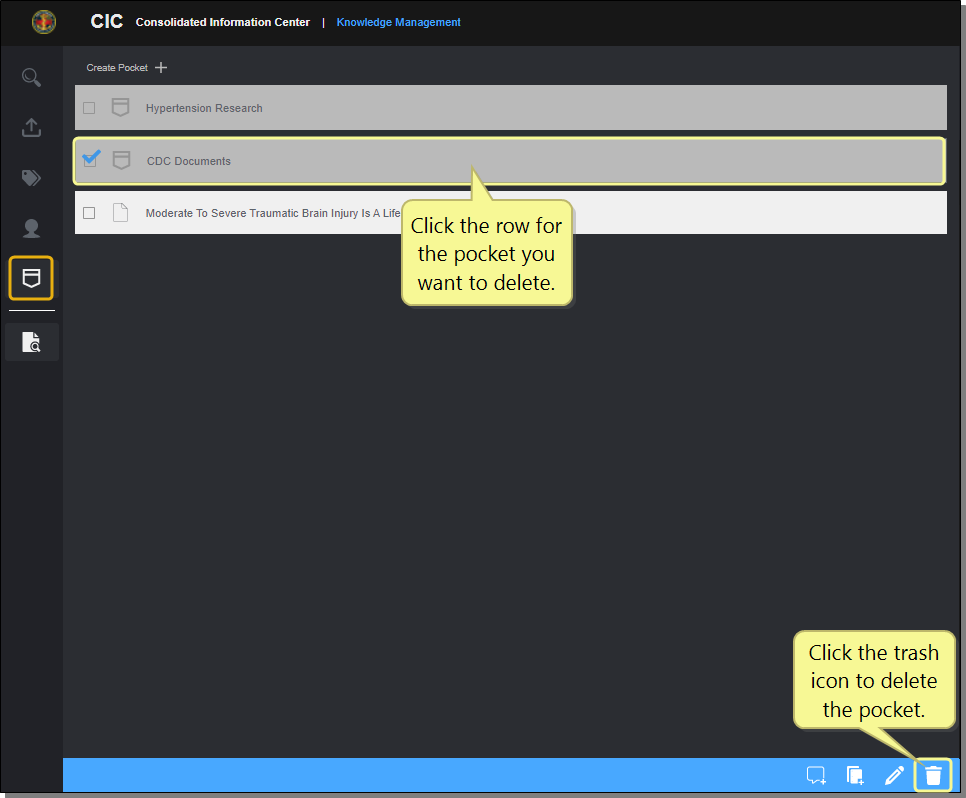 CIC Consolidated Information Center | Knowledge Management
Create Pocket
Hypertension Research
CDC Documents
Moderate To Severe Traumatic Brain Injury Is A Life
Click the row for
the pocket you
want to delete.
Click the trash
icon to delete
the pocket.